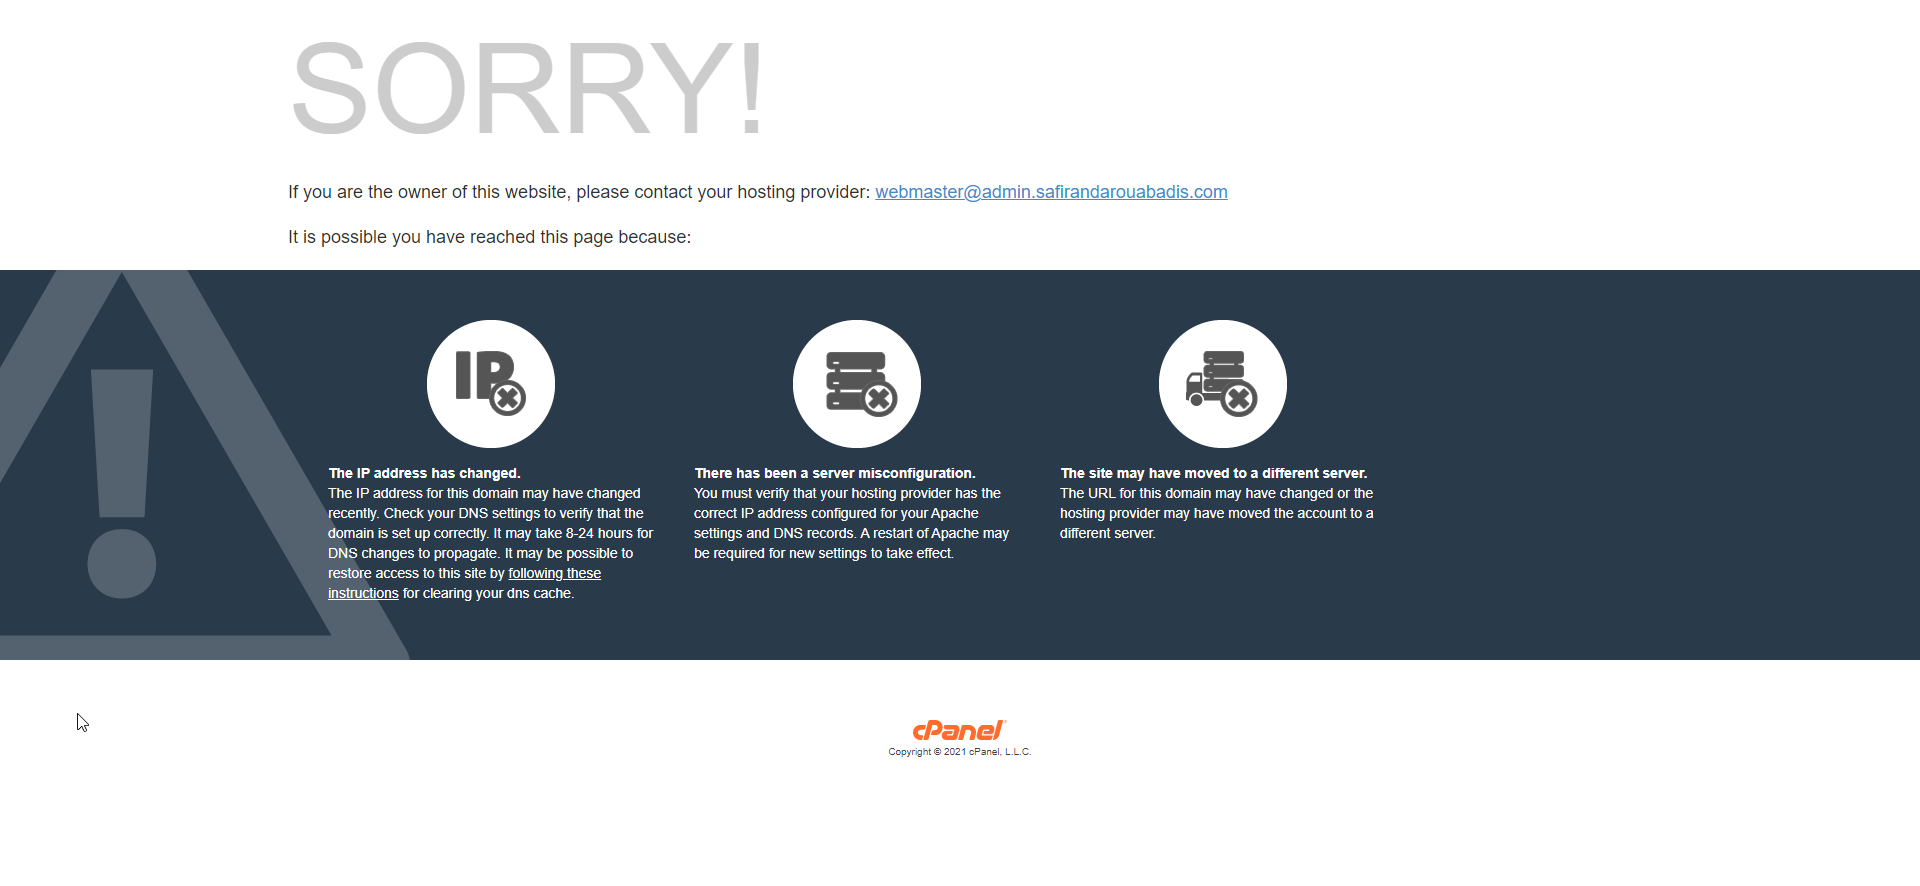 SORRY!
If you are the owner of this website, please contact your hosting provider: webmaster@admin.safirandarouabadis.com
It is possible you have reached this page because:
IP
The IP address has changed.
The IP address for this domain may have changed
recently. Check your DNS settings to verify that the
domain is set up correctly. It may take 8-24 hours for
DNS changes to propagate. It may be possible to
restore access to this site by following these
instructions for clearing your dns cache.
There has been a server misconfiguration.
You must verify that your hosting provider has the
correct IP address configured for your Apache
settings and DNS records. A restart of Apache may
be required for new settings to take effect.
The site may have moved to a different server.
The URL for this domain may have changed or the
hosting provider may have moved the account to a
different server.
cPanel
Copyright © 2021 cPanel, L.L.C.